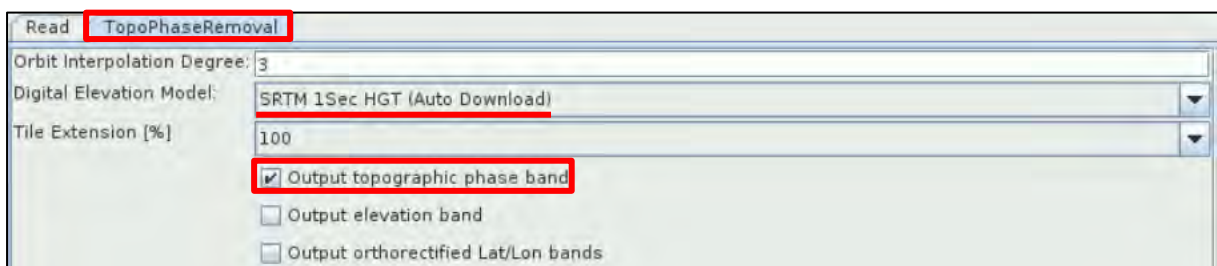 Read TopoPhaseRemoval
Orbit Interpolation Degree: 3
Digital Elevation Model: SRTM 1Sec HGT (Auto Download)
Tile Extension [%] 100
Output topographic phase band
Output elevation band
Output orthorectified Lat/Lon bands